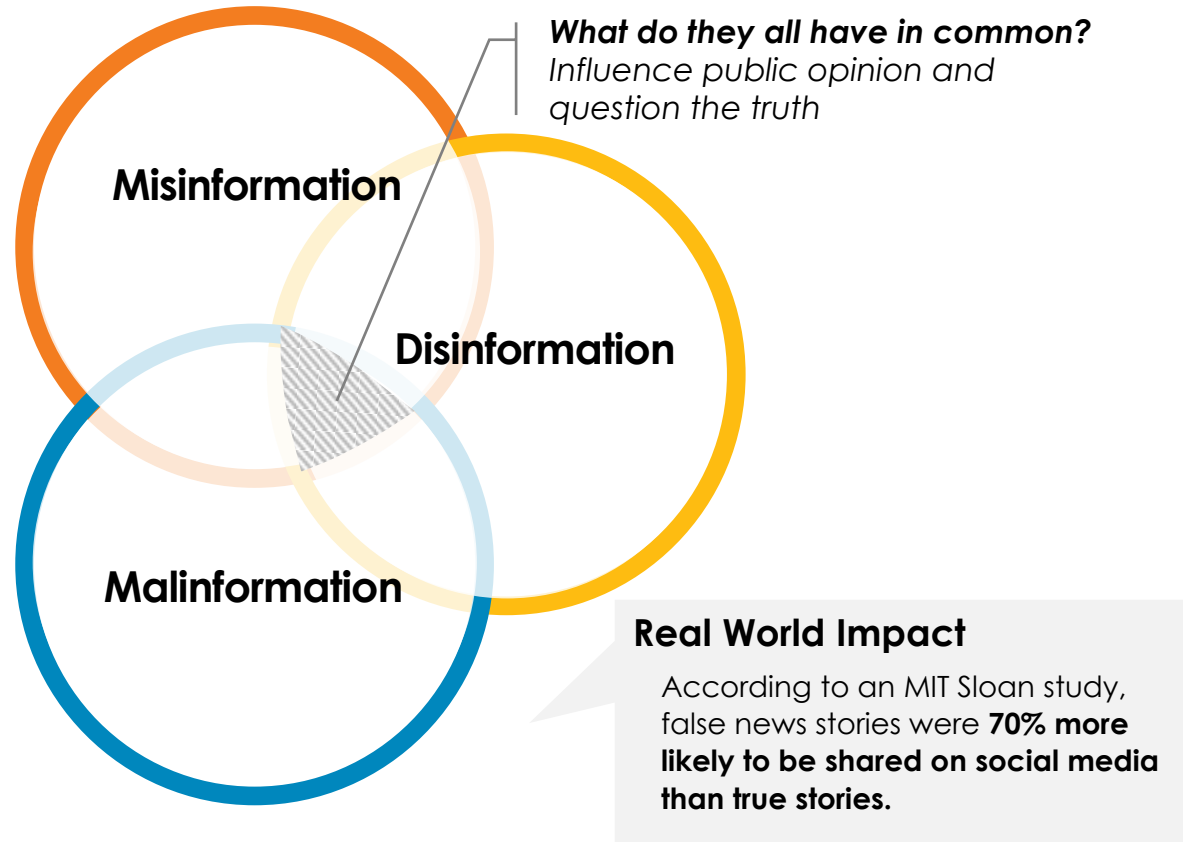 What do they all have in common?
Influence public opinion and
question the truth
Misinformation
Disinformation
Malinformation
Real World Impact
According to an MIT Sloan study,
false news stories were 70% more
likely to be shared on social media
than true stories.